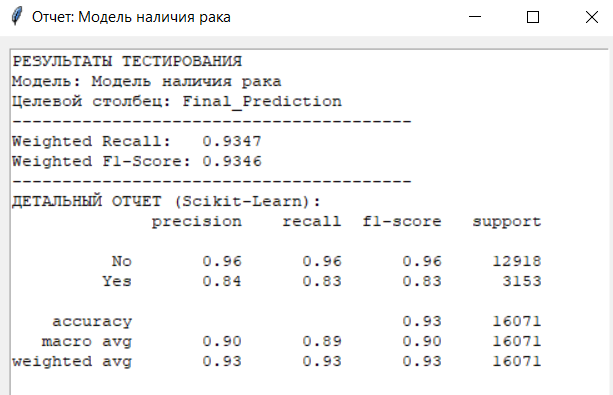 Отчет: Модель наличия рака
РЕЗУЛЬТАТЫ ТЕСТИРОВАНИЯ
Модель: Модель наличия рака
Целевой столбец: Final_Prediction
----------------------------------------
Weighted Recall:   0.9347
Weighted F1-Score: 0.9346
----------------------------------------
ДЕТАЛЬНЫЙ ОТЧЕТ (Scikit-Learn):
              precision    recall  f1-score   support

          No       0.96      0.96      0.96     12918
         Yes       0.84      0.83      0.83      3153

    accuracy                           0.93     16071
   macro avg       0.90      0.89      0.90     16071
weighted avg       0.93      0.93      0.93     16071